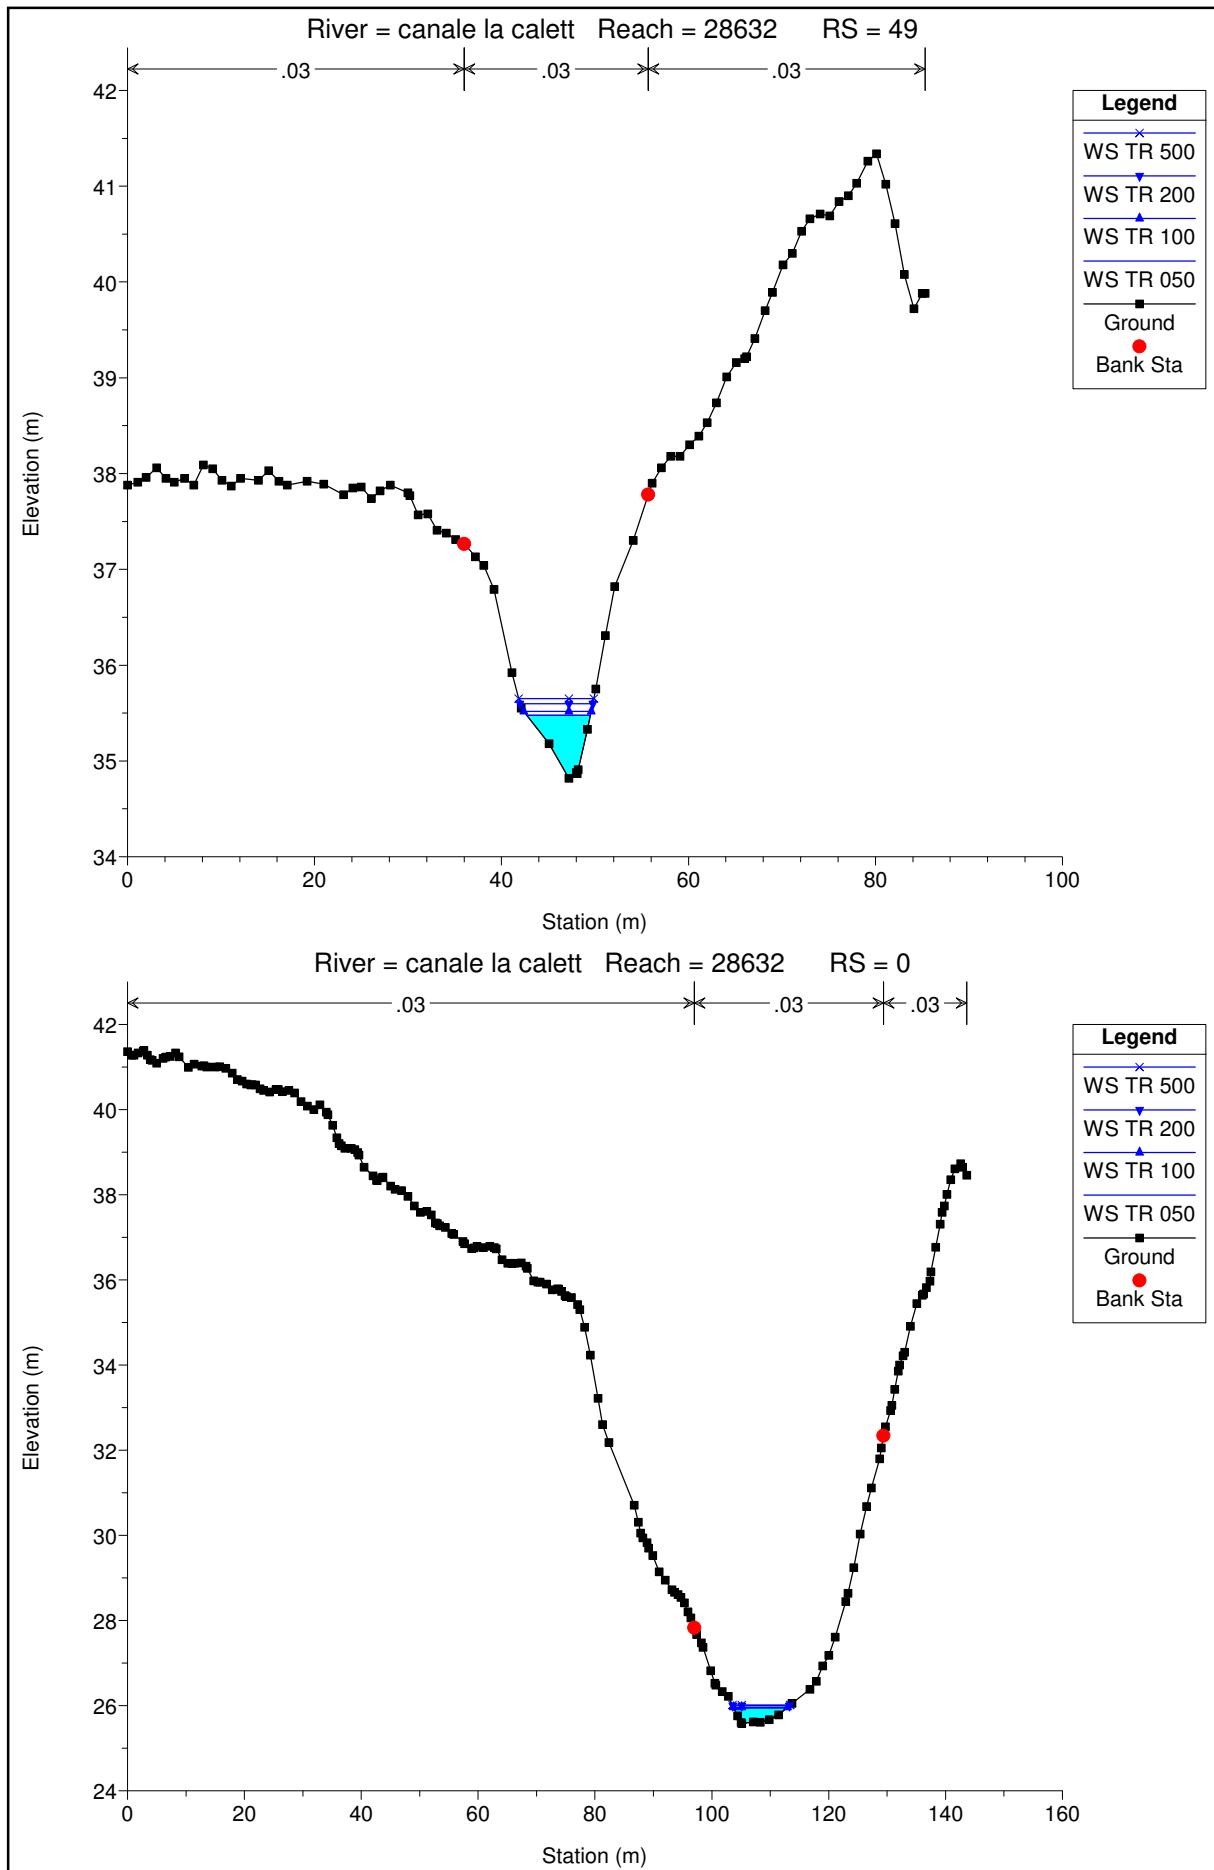 River = canale la calett Reach = 28632 RS = 49
.03 .03 .03
42
41
40
39
38
37
36
35
34
Elevation (m)
0 20 40 60 80 100
Station (m)
Legend
WS TR 500
WS TR 200
WS TR 100
WS TR 050
Ground
Bank Sta
River = canale la calett Reach = 28632 RS = 0
.03 .03 .03
42
40
38
36
34
32
30
28
26
24
Elevation (m)
0 20 40 60 80 100 120 140 160
Station (m)
Legend
WS TR 500
WS TR 200
WS TR 100
WS TR 050
Ground
Bank Sta